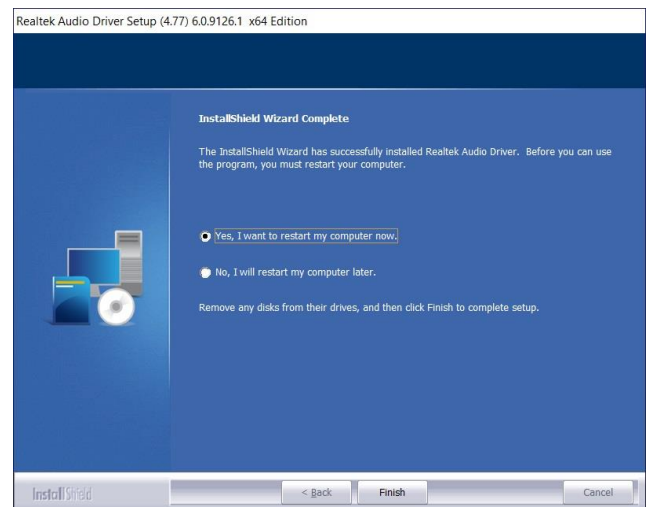 Realtek Audio Driver Setup (4.77) 6.0.9126.1 x64 Edition
InstallShield Wizard Complete
The InstallShield Wizard has successfully installed Realtek Audio Driver. Before you can use
the program, you must restart your computer.
Yes, I want to restart my computer now.
No, I will restart my computer later.
Remove any disks from their drives, and then click Finish to complete setup.
InstallShield
< Back
Finish
Cancel